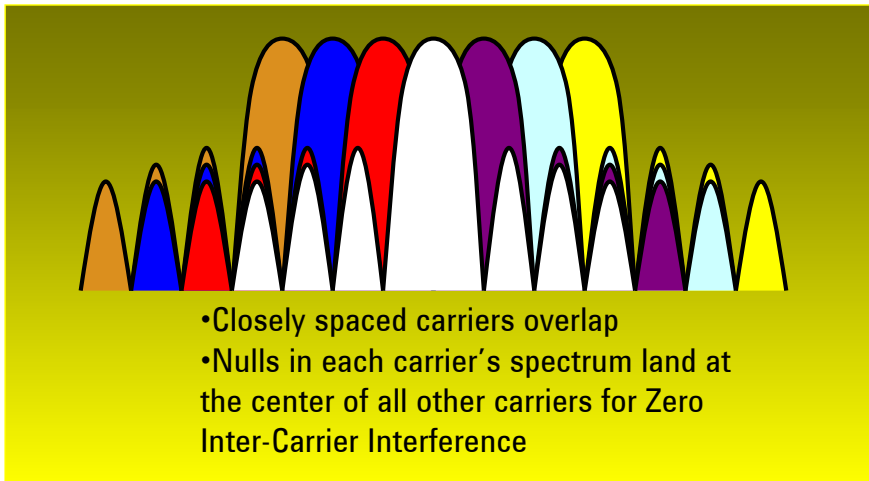 •Closely spaced carriers overlap
•Nulls in each carrier’s spectrum land at
the center of all other carriers for Zero
Inter-Carrier Interference